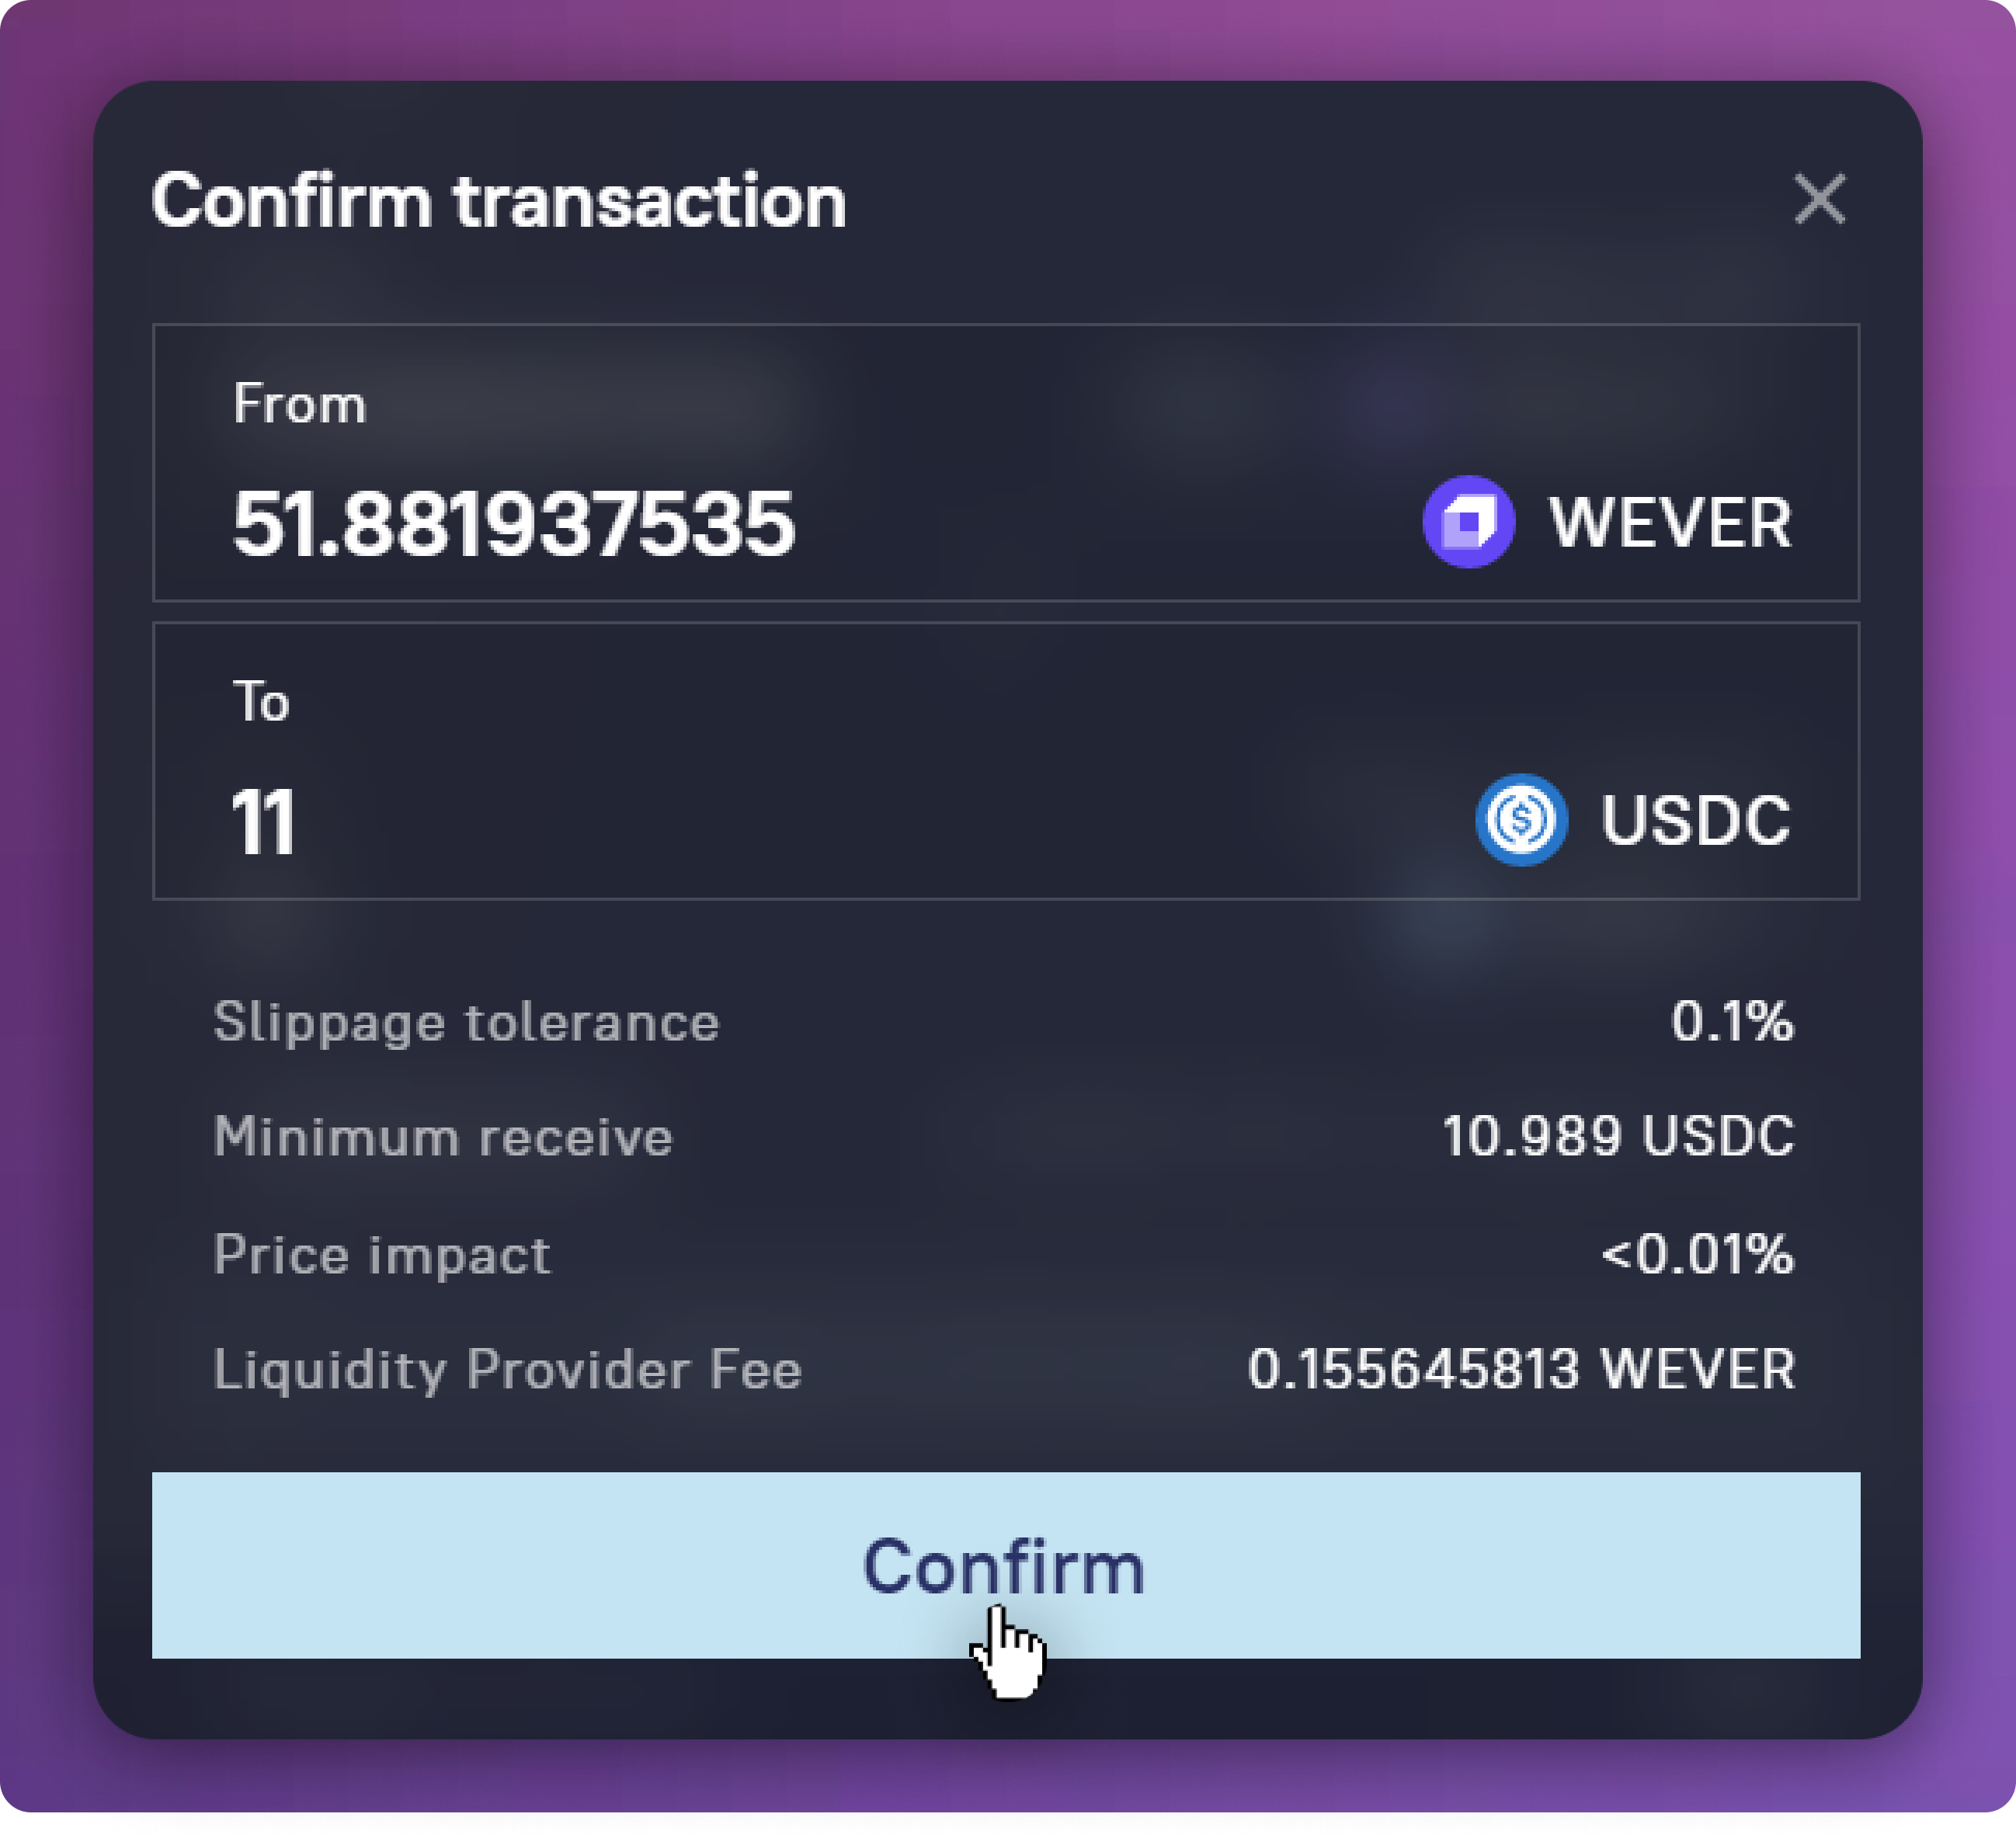 Confirm transaction
From
51.881937535 WEVER
To
11 USDC
Slippage tolerance 0.1%
Minimum receive 10.989 USDC
Price impact <0.01%
Liquidity Provider Fee 0.155645813 WEVER
Confirm